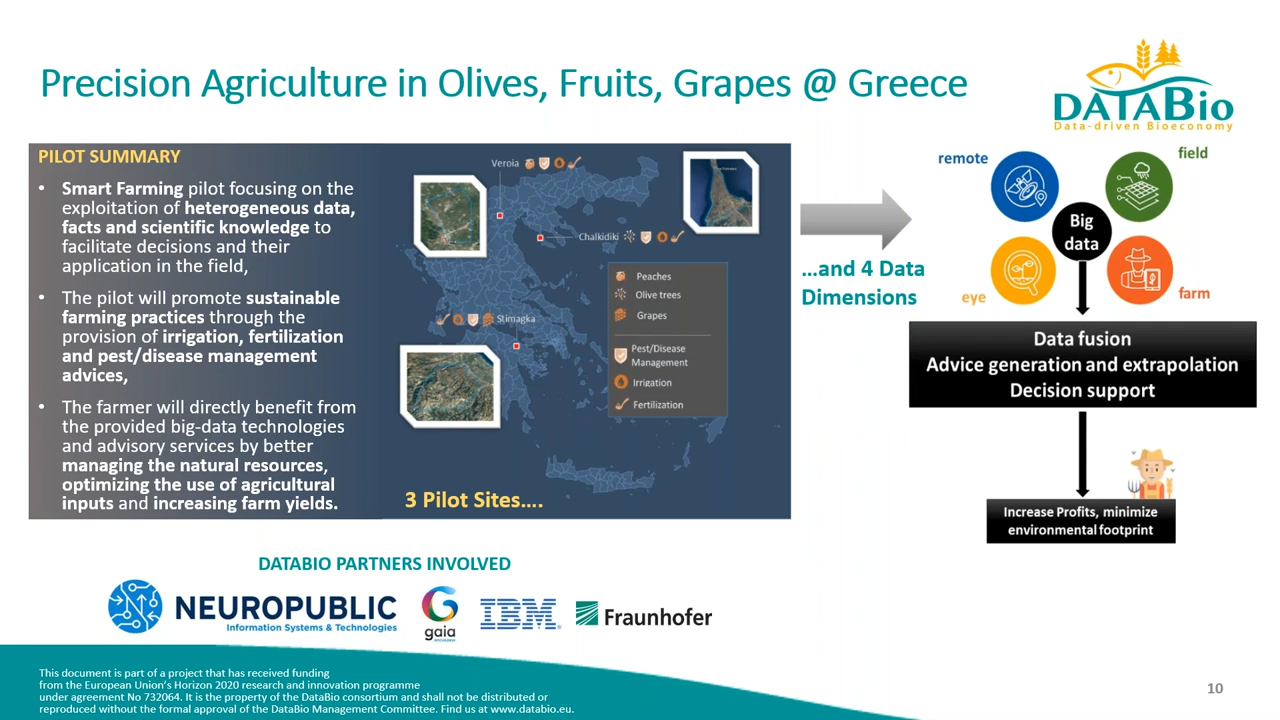 Precision Agriculture in Olives, Fruits, Grapes @ Greece
DATABio
Data-driven Bioeconomy
PILOT SUMMARY
• Smart Farming pilot focusing on the
exploitation of heterogeneous data,
facts and scientific knowledge to
facilitate decisions and their
application in the field,
• The pilot will promote sustainable
farming practices through the
provision of irrigation, fertilization
and pest/disease management
advices,
• The farmer will directly benefit from
the provided big-data technologies
and advisory services by better
managing the natural resources,
optimizing the use of agricultural
inputs and increasing farm yields.
Veroia
Chalkidiki
Stimagka
Peaches
Olive trees
Grapes
Pest/Disease
Management
Irrigation
Fertilization
3 Pilot Sites....
...and 4 Data
Dimensions
remote
field
Big
data
eye
farm
Data fusion
Advice generation and extrapolation
Decision support
Increase Profits, minimize
environmental footprint
DATABIO PARTNERS INVOLVED
NEUROPUBLIC
Information Systems & Technologies
gaia
IBM
Fraunhofer
This document is part of a project that has received funding
from the European Union's Horizon 2020 research and innovation programme
under agreement No 732064. It is the property of the DataBio consortium and shall not be distributed or
reproduced without the formal approval of the DataBio Management Committee. Find us at www.databio.eu.
10